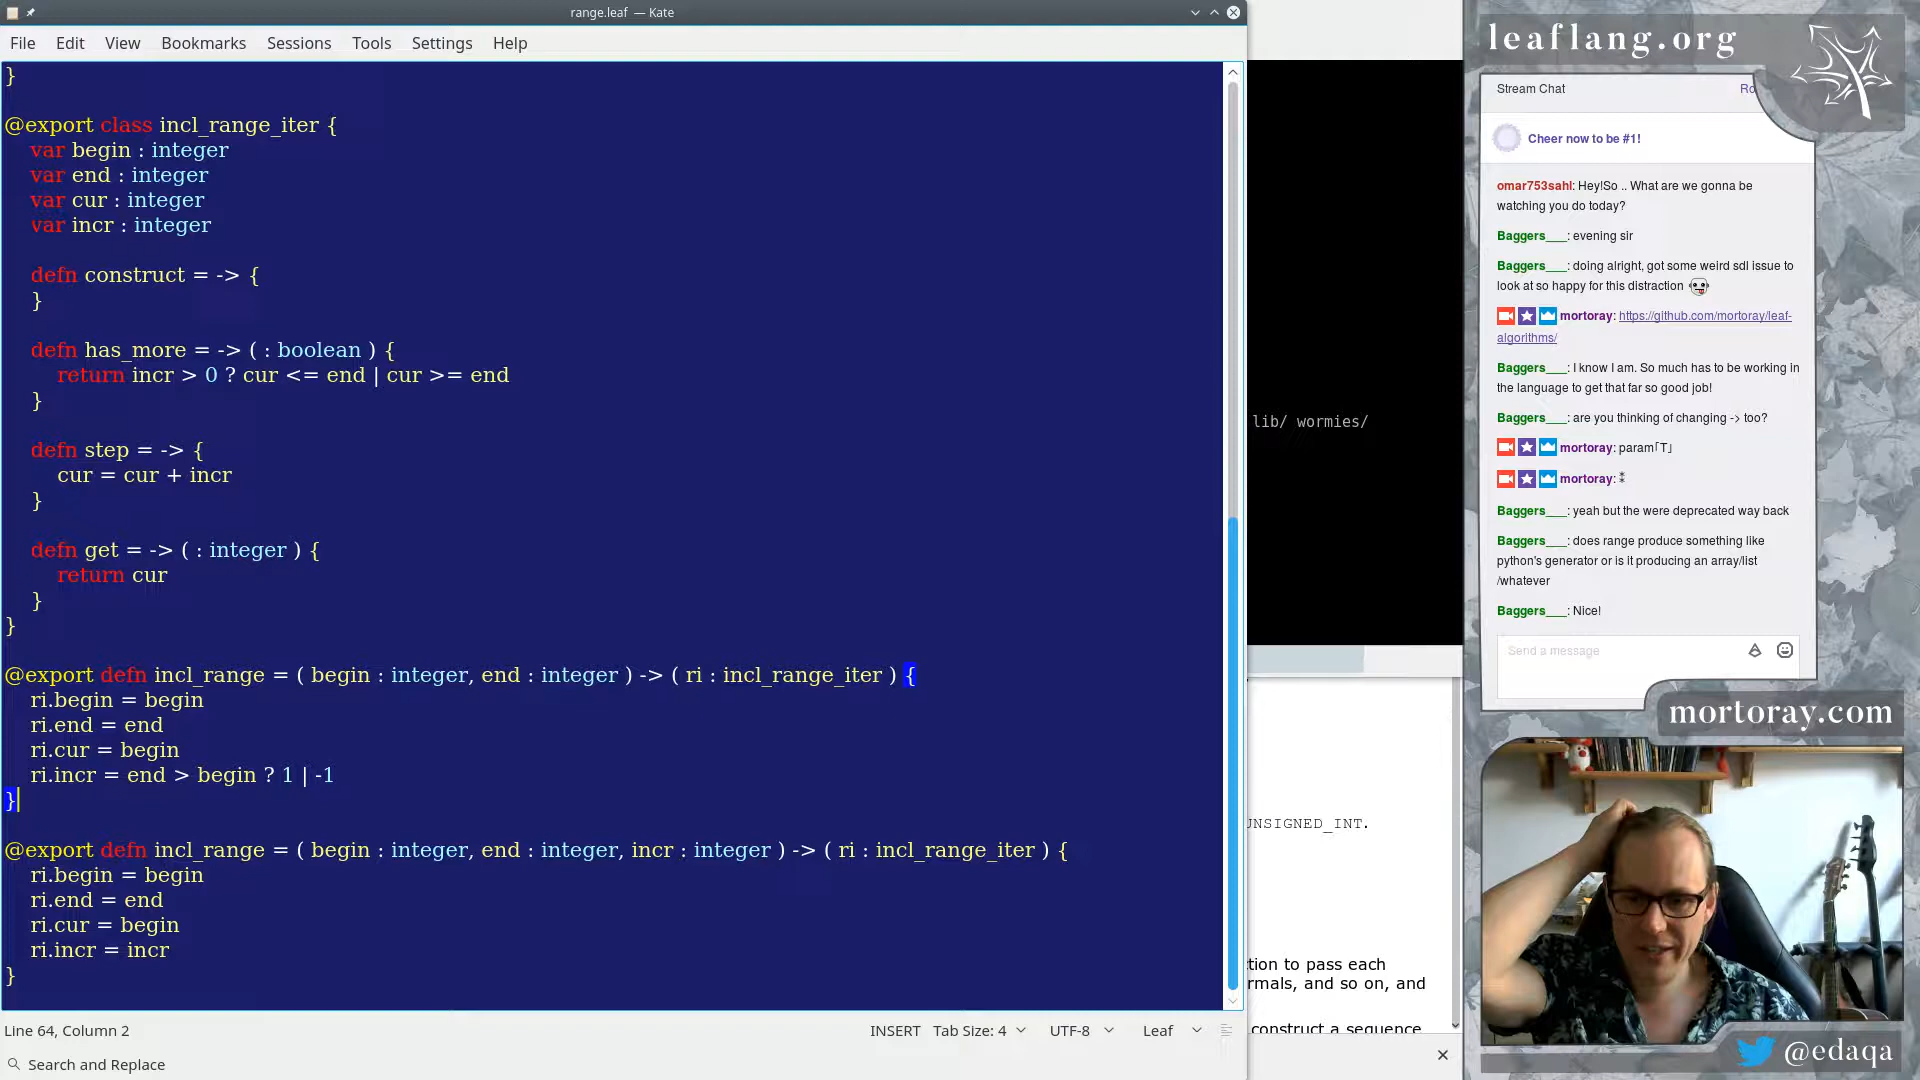 range.leaf — Kate
File Edit View Bookmarks Sessions Tools Settings Help
}
@export class incl_range_iter {
var begin : integer
var end : integer
var cur : integer
var incr : integer
defn construct = -> {
}
defn has_more = -> ( : boolean ) {
return incr > 0 ? cur <= end | cur >= end
}
defn step = -> {
cur = cur + incr
}
defn get = -> ( : integer ) {
return cur
}
}
@export defn incl_range = ( begin : integer, end : integer ) -> ( ri : incl_range_iter ) {
ri.begin = begin
ri.end = end
ri.cur = begin
ri.incr = end > begin ? 1 | -1
}
@export defn incl_range = ( begin : integer, end : integer, incr : integer ) -> ( ri : incl_range_iter ) {
ri.begin = begin
ri.end = end
ri.cur = begin
ri.incr = incr
}
Line 64, Column 2
INSERT Tab Size: 4 UTF-8 Leaf
Search and Replace
lib/ wormies/
UNSIGNED_INT.
tion to pass each
rmals, and so on, and
construct a sequence
leaflang.org
Stream Chat
Ro
Cheer now to be #1!
omar753sahl: Hey!So .. What are we gonna be
watching you do today?
Baggers___: evening sir
Baggers___: doing alright, got some weird sdl issue to
look at so happy for this distraction
mortoray: https://github.com/mortoray/leaf-
algorithms/
Baggers___: I know I am. So much has to be working in
the language to get that far so good job!
Baggers___: are you thinking of changing -> too?
mortoray: param｢T｣
mortoray: ⁑
Baggers___: yeah but the were deprecated way back
Baggers___: does range produce something like
python's generator or is it producing an array/list
/whatever
Baggers___: Nice!
Send a message
mortoray.com
@edaqa